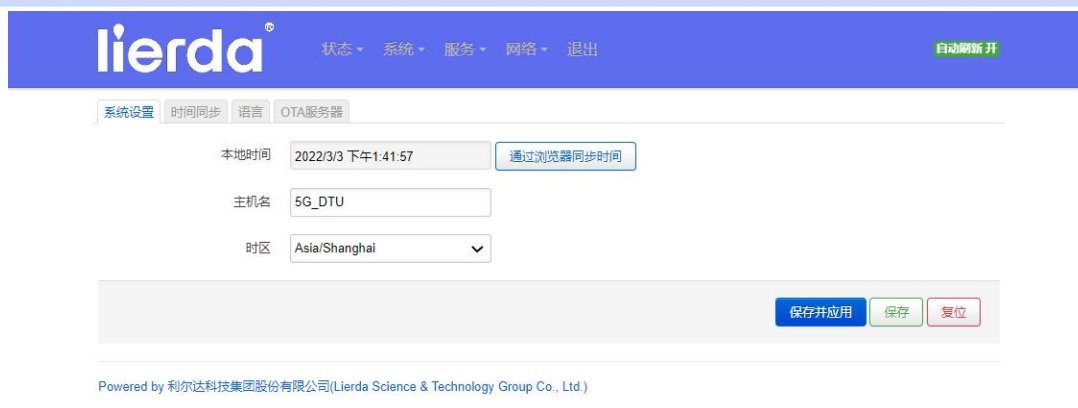 lierda® 状态 系统 服务 网络 退出 自动刷新 开
系统设置 时间同步 语言 OTA服务器
本地时间 2022/3/3 下午1:41:57 通过浏览器同步时间
主机名 5G_DTU
时区 Asia/Shanghai
保存并应用 保存 复位
Powered by 利尔达科技集团股份有限公司(Lierda Science & Technology Group Co., Ltd.)